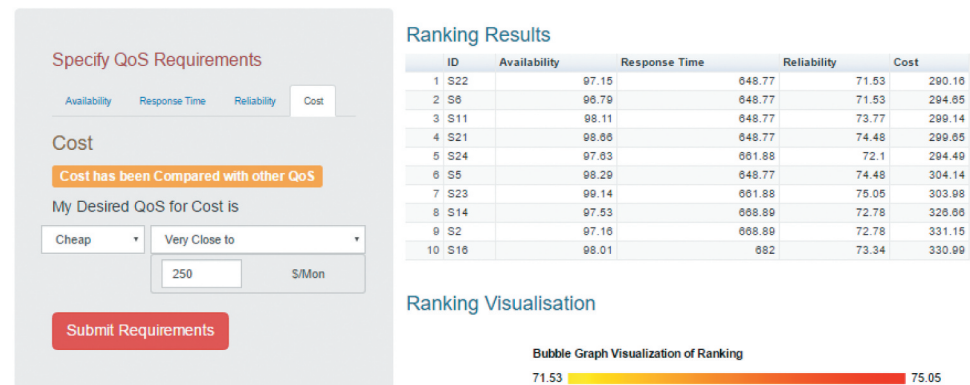 Specify QoS Requirements
Availability Response Time Reliability Cost
Cost
Cost has been Compared with other QoS
My Desired QoS for Cost is
Cheap Very Close to
250 $/Mon
Submit Requirements
Ranking Results
ID Availability Response Time Reliability Cost
1 S22 97.15 648.77 71.53 290.16
2 S6 96.79 648.77 71.53 294.65
3 S11 98.11 648.77 73.77 299.14
4 S21 98.66 648.77 74.48 299.65
5 S24 97.63 661.88 72.1 294.49
6 S5 98.29 648.77 74.48 304.14
7 S23 99.14 661.88 75.05 303.98
8 S14 97.53 668.89 72.78 326.66
9 S2 97.16 668.89 72.78 331.15
10 S16 98.01 682 73.34 330.99
Ranking Visualisation
Bubble Graph Visualization of Ranking
71.53 75.05